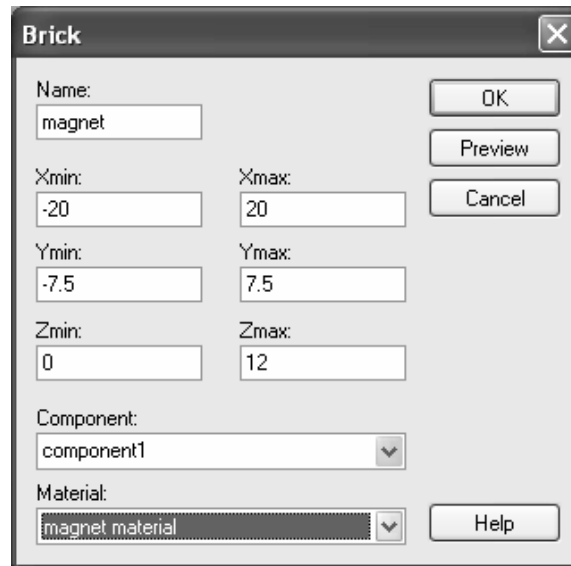 Brick
Name:
OK
magnet
Preview
Xmin:
Xmax:
Cancel
-20
20
Ymin:
Ymax:
-7.5
7.5
Zmin:
Zmax:
0
12
Component:
component1
Material:
magnet material
Help